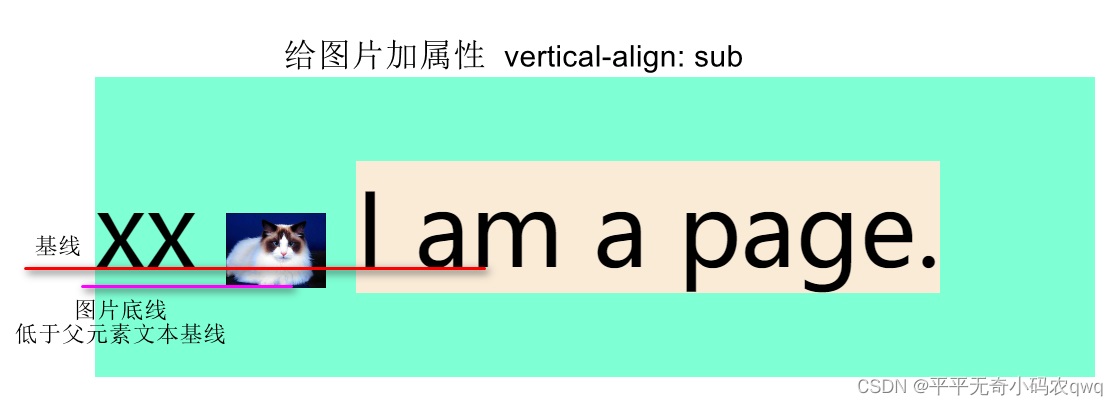 给图片加属性 vertical-align: sub
xx I am a page.
基线
图片底线
低于父元素文本基线
CSDN @平平无奇小码农qwq